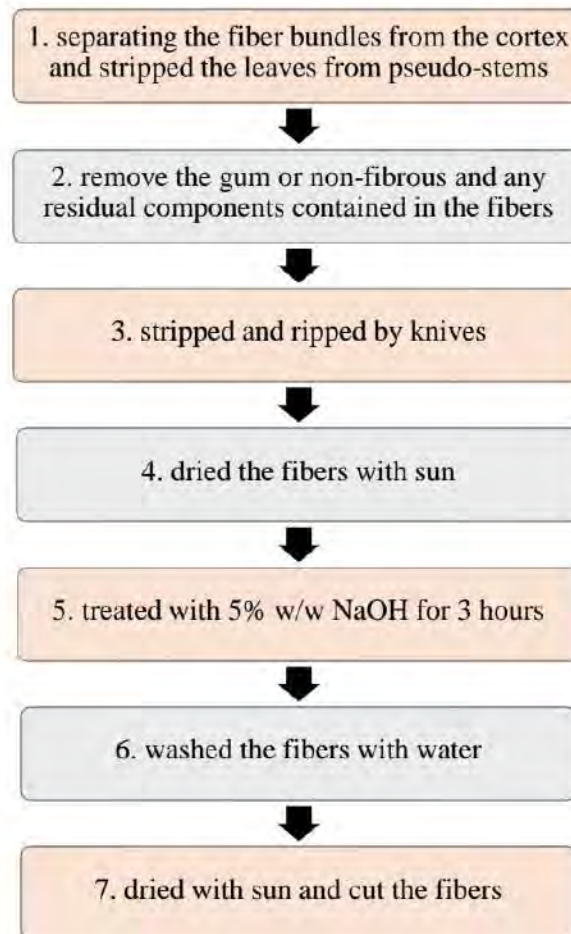 1. separating the fiber bundles from the cortex
and stripped the leaves from pseudo-stems
2. remove the gum or non-fibrous and any
residual components contained in the fibers
3. stripped and ripped by knives
4. dried the fibers with sun
5. treated with 5% w/w NaOH for 3 hours
6. washed the fibers with water
7. dried with sun and cut the fibers